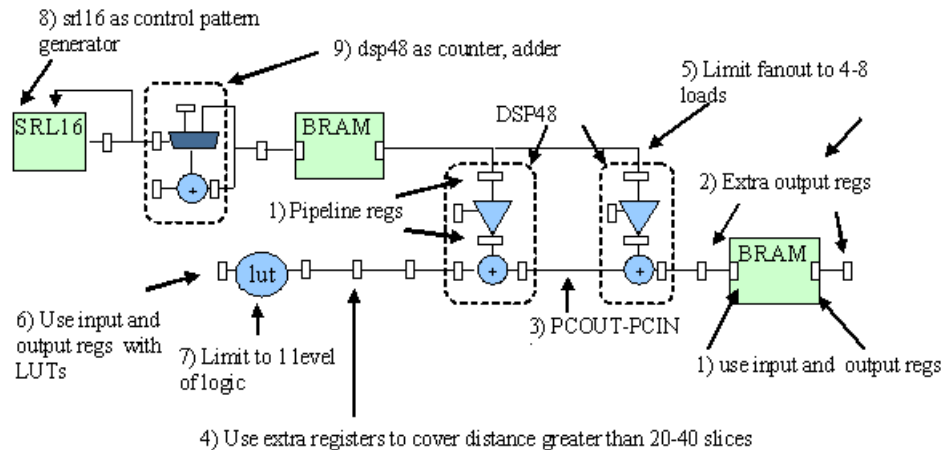 8) srl16 as control pattern
generator
9) dsp48 as counter, adder
5) Limit fanout to 4-8
loads
SRL16
BRAM
DSP48
2) Extra output regs
1) Pipeline regs
+
lut
+
+
BRAM
6) Use input and
output regs with
LUTs
7) Limit to 1 level
of logic
3) PCOUT-PCIN
1) use input and output regs
4) Use extra registers to cover distance greater than 20-40 slices